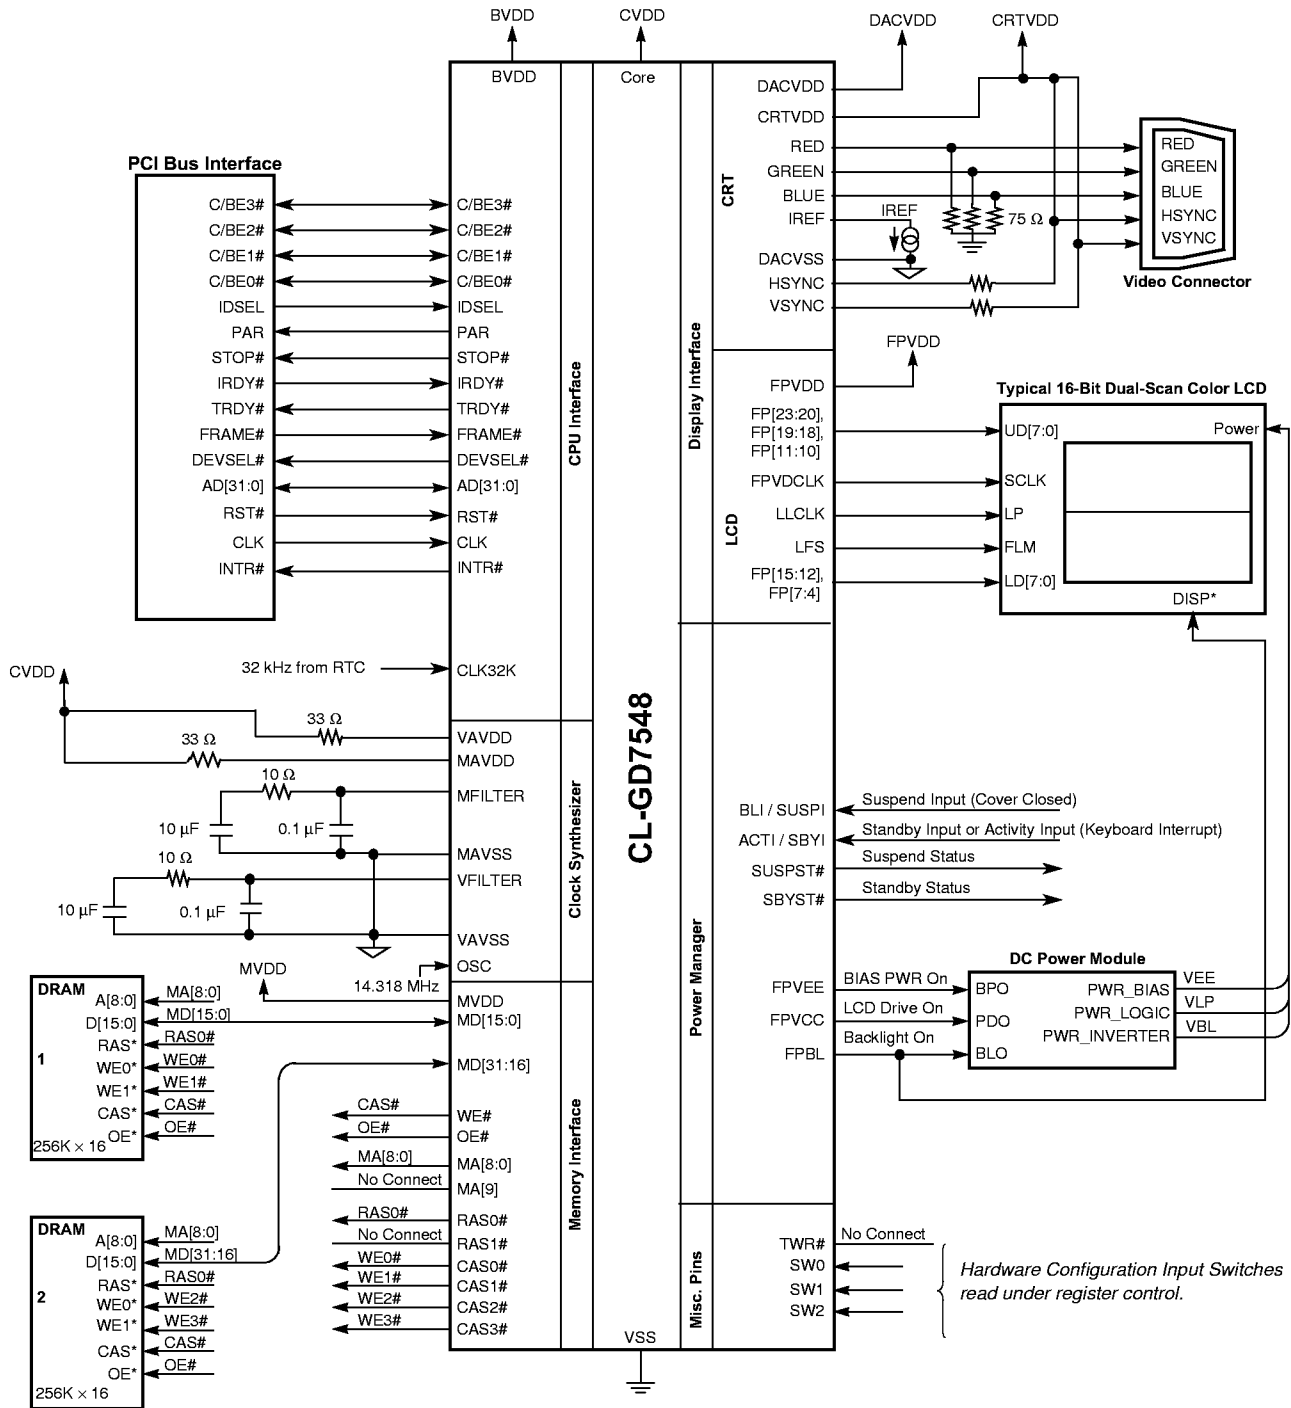 BVDD
CVDD
DACVDD
CRTVDD
BVDD
Core
DACVDD
CRTVDD
RED
GREEN
BLUE
IREF
DACVSS
HSYNC
VSYNC
CRT
IREF
75 Ω
RED
GREEN
BLUE
HSYNC
VSYNC
Video Connector
PCI Bus Interface
C/BE3#
C/BE2#
C/BE1#
C/BE0#
IDSEL
PAR
STOP#
IRDY#
TRDY#
FRAME#
DEVSEL#
AD[31:0]
RST#
CLK
INTR#
C/BE3#
C/BE2#
C/BE1#
C/BE0#
IDSEL
PAR
STOP#
IRDY#
TRDY#
FRAME#
DEVSEL#
AD[31:0]
RST#
CLK
INTR#
CPU Interface
Display Interface
FPVDD
FPVDD
FP[23:20],
FP[19:18],
FP[11:10]
FPVDCLK
LLCLK
LFS
FP[15:12],
FP[7:4]
LCD
Typical 16-Bit Dual-Scan Color LCD
Power
UD[7:0]
SCLK
LP
FLM
LD[7:0]
DISP*
32 kHz from RTC
CLK32K
CVDD
33 Ω
VAVDD
33 Ω
MAVDD
10 Ω
MFILTER
10 µF
0.1 µF
MAVSS
10 Ω
VFILTER
10 µF
0.1 µF
VAVSS
OSC
14.318 MHz
Clock Synthesizer
CL-GD7548
BLI / SUSPI
Suspend Input (Cover Closed)
ACTI / SBYI
Standby Input or Activity Input (Keyboard Interrupt)
SUSPST#
Suspend Status
SBYST#
Standby Status
Power Manager
FPVEE
BIAS PWR On
FPVCC
LCD Drive On
FPBL
Backlight On
DC Power Module
BPO
PDO
BLO
PWR_BIAS
PWR_LOGIC
PWR_INVERTER
VEE
VLP
VBL
MVDD
MVDD
MD[15:0]
MD[31:16]
DRAM
1
A[8:0]
D[15:0]
RAS*
WE0*
WE1*
CAS*
OE*
256K × 16
MA[8:0]
MD[15:0]
RAS0#
WE0#
WE1#
CAS#
OE#
CAS#
OE#
MA[8:0]
No Connect
RAS0#
No Connect
WE0#
WE1#
WE2#
WE3#
WE#
OE#
MA[8:0]
MA[9]
RAS0#
RAS1#
CAS0#
CAS1#
CAS2#
CAS3#
Memory Interface
DRAM
2
A[8:0]
D[15:0]
RAS*
WE0*
WE1*
CAS*
OE*
256K × 16
MA[8:0]
MD[31:16]
RAS0#
WE2#
WE3#
CAS#
OE#
VSS
Misc. Pins
TWR#
No Connect
SW0
SW1
SW2
Hardware Configuration Input Switches
read under register control.